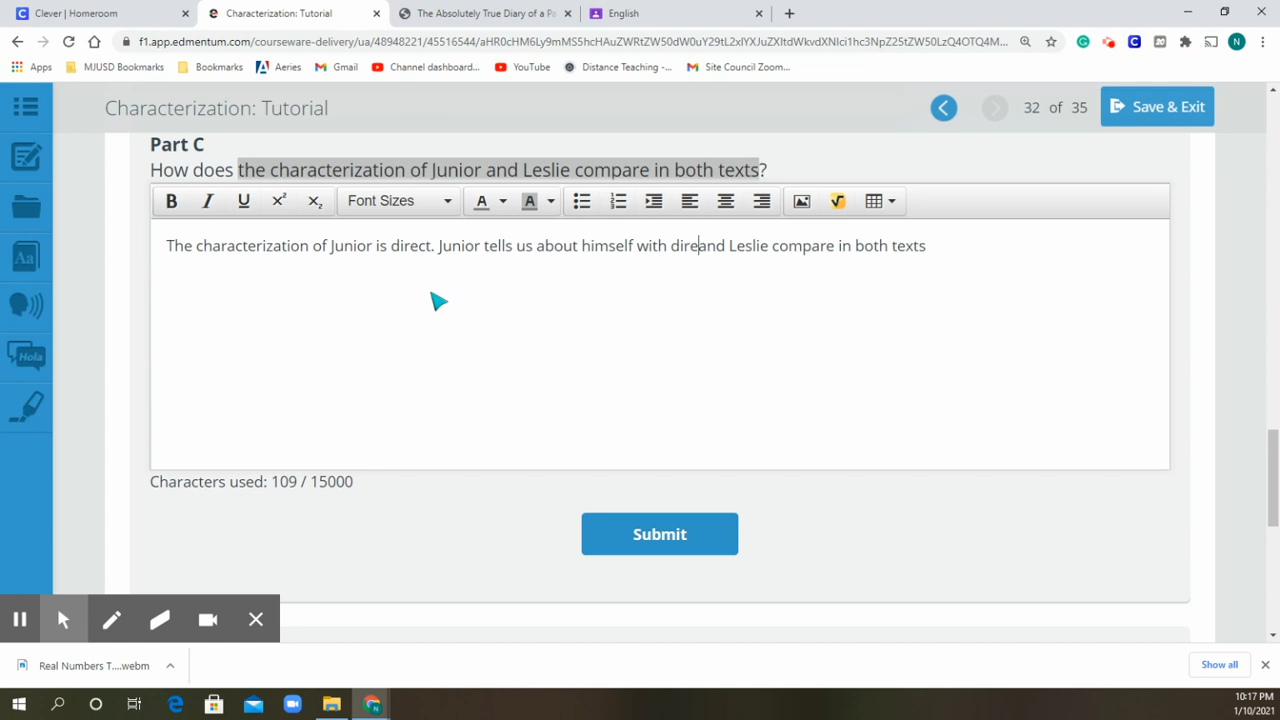 Clever | Homeroom
Characterization: Tutorial
The Absolutely True Diary of a Pa
English
f1.app.edmentum.com/courseware-delivery/ua/48948221/45516544/
Apps
MJUSD Bookmarks
Bookmarks
Aeries
Gmail
Channel dashboard...
YouTube
Distance Teaching -...
Site Council Zoom...
Characterization: Tutorial
32 of 35
Save & Exit
Part C
How does the characterization of Junior and Leslie compare in both texts?
B I U X² X₂ Font Sizes A A
The characterization of Junior is direct. Junior tells us about himself with direand Leslie compare in both texts
Characters used: 109 / 15000
Submit
Aa
Hola
Real Numbers T....webm
Show all
10:17 PM
1/10/2021